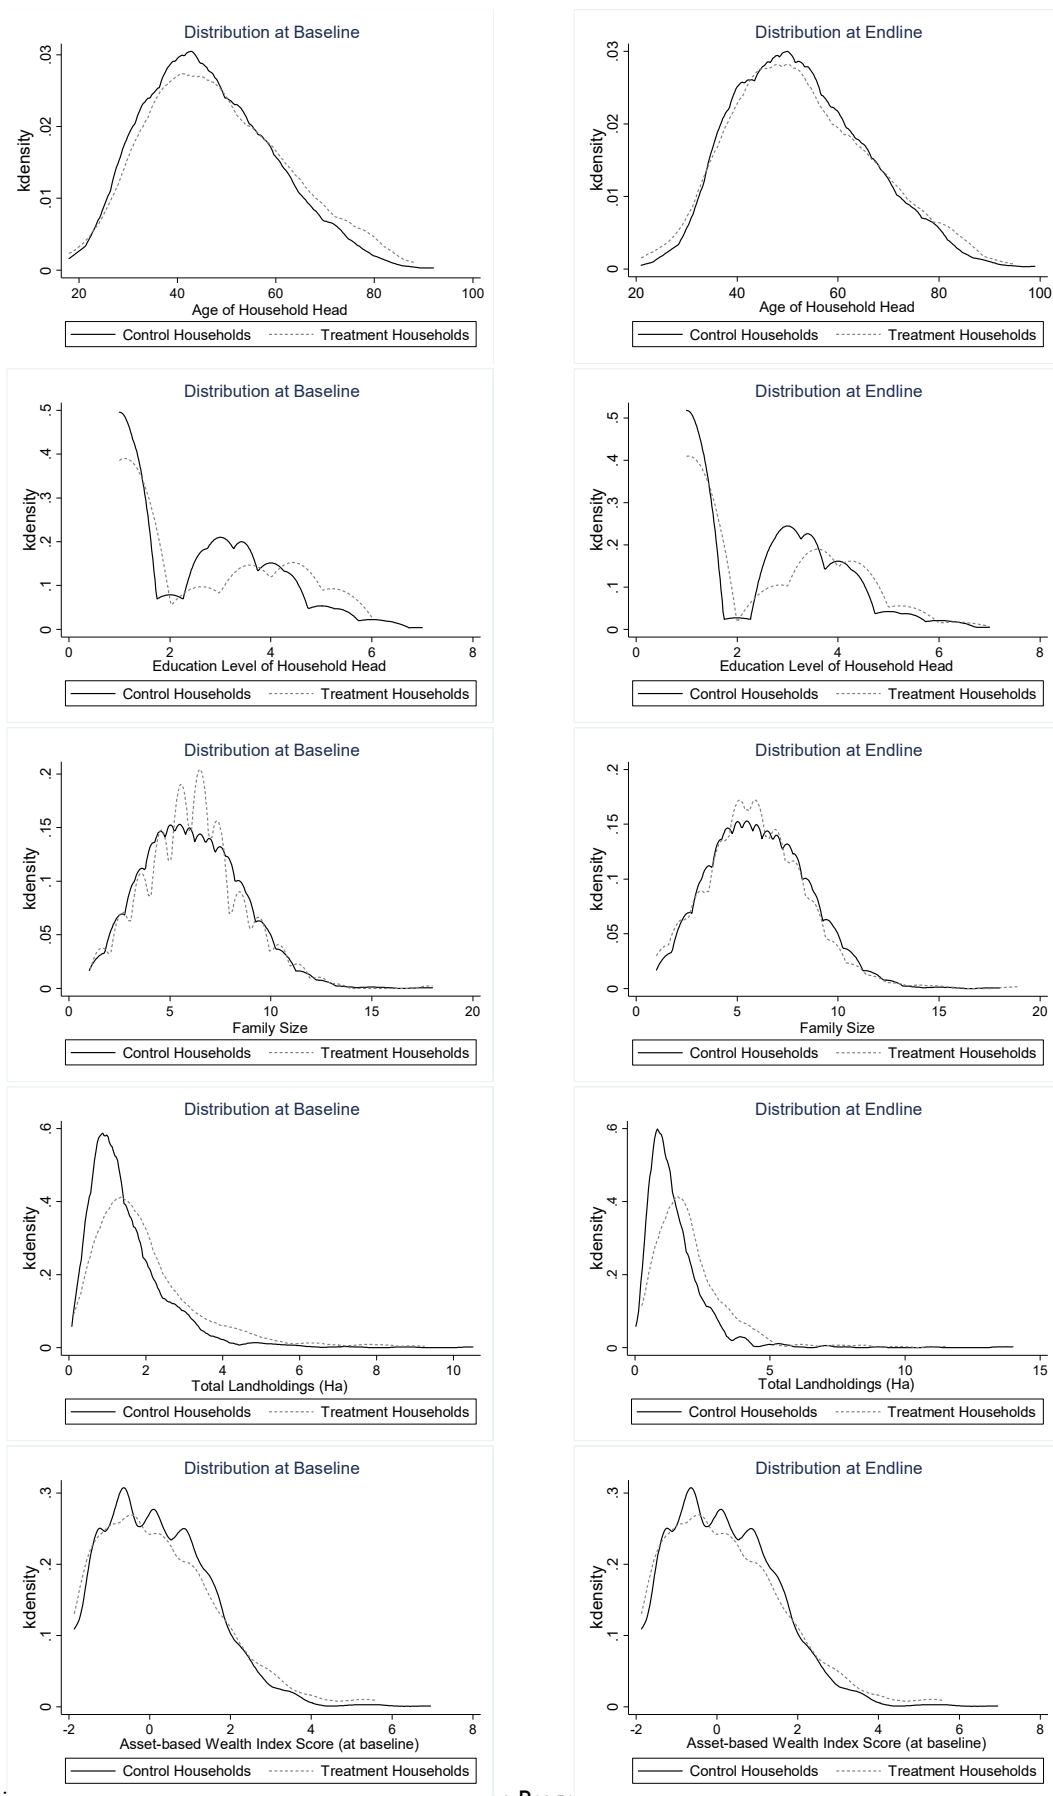 Distribution at Baseline
kdensity
0 .01 .02 .03
20 40 60 80 100
Age of Household Head
Control Households Treatment Households
Distribution at Endline
kdensity
0 .01 .02 .03
20 40 60 80 100
Age of Household Head
Control Households Treatment Households
Distribution at Baseline
kdensity
0 .1 .2 .3 .4 .5
0 2 4 6 8
Education Level of Household Head
Control Households Treatment Households
Distribution at Endline
kdensity
0 .1 .2 .3 .4 .5
0 2 4 6 8
Education Level of Household Head
Control Households Treatment Households
Distribution at Baseline
kdensity
0 .05 .1 .15 .2
0 5 10 15 20
Family Size
Control Households Treatment Households
Distribution at Endline
kdensity
0 .05 .1 .15 .2
0 5 10 15 20
Family Size
Control Households Treatment Households
Distribution at Baseline
kdensity
0 .2 .4 .6
0 2 4 6 8 10
Total Landholdings (Ha)
Control Households Treatment Households
Distribution at Endline
kdensity
0 .2 .4 .6
0 5 10 15
Total Landholdings (Ha)
Control Households Treatment Households
Distribution at Baseline
kdensity
0 .1 .2 .3
-2 0 2 4 6 8
Asset-based Wealth Index Score (at baseline)
Control Households Treatment Households
Distribution at Endline
kdensity
0 .1 .2 .3
-2 0 2 4 6 8
Asset-based Wealth Index Score (at baseline)
Control Households Treatment Households